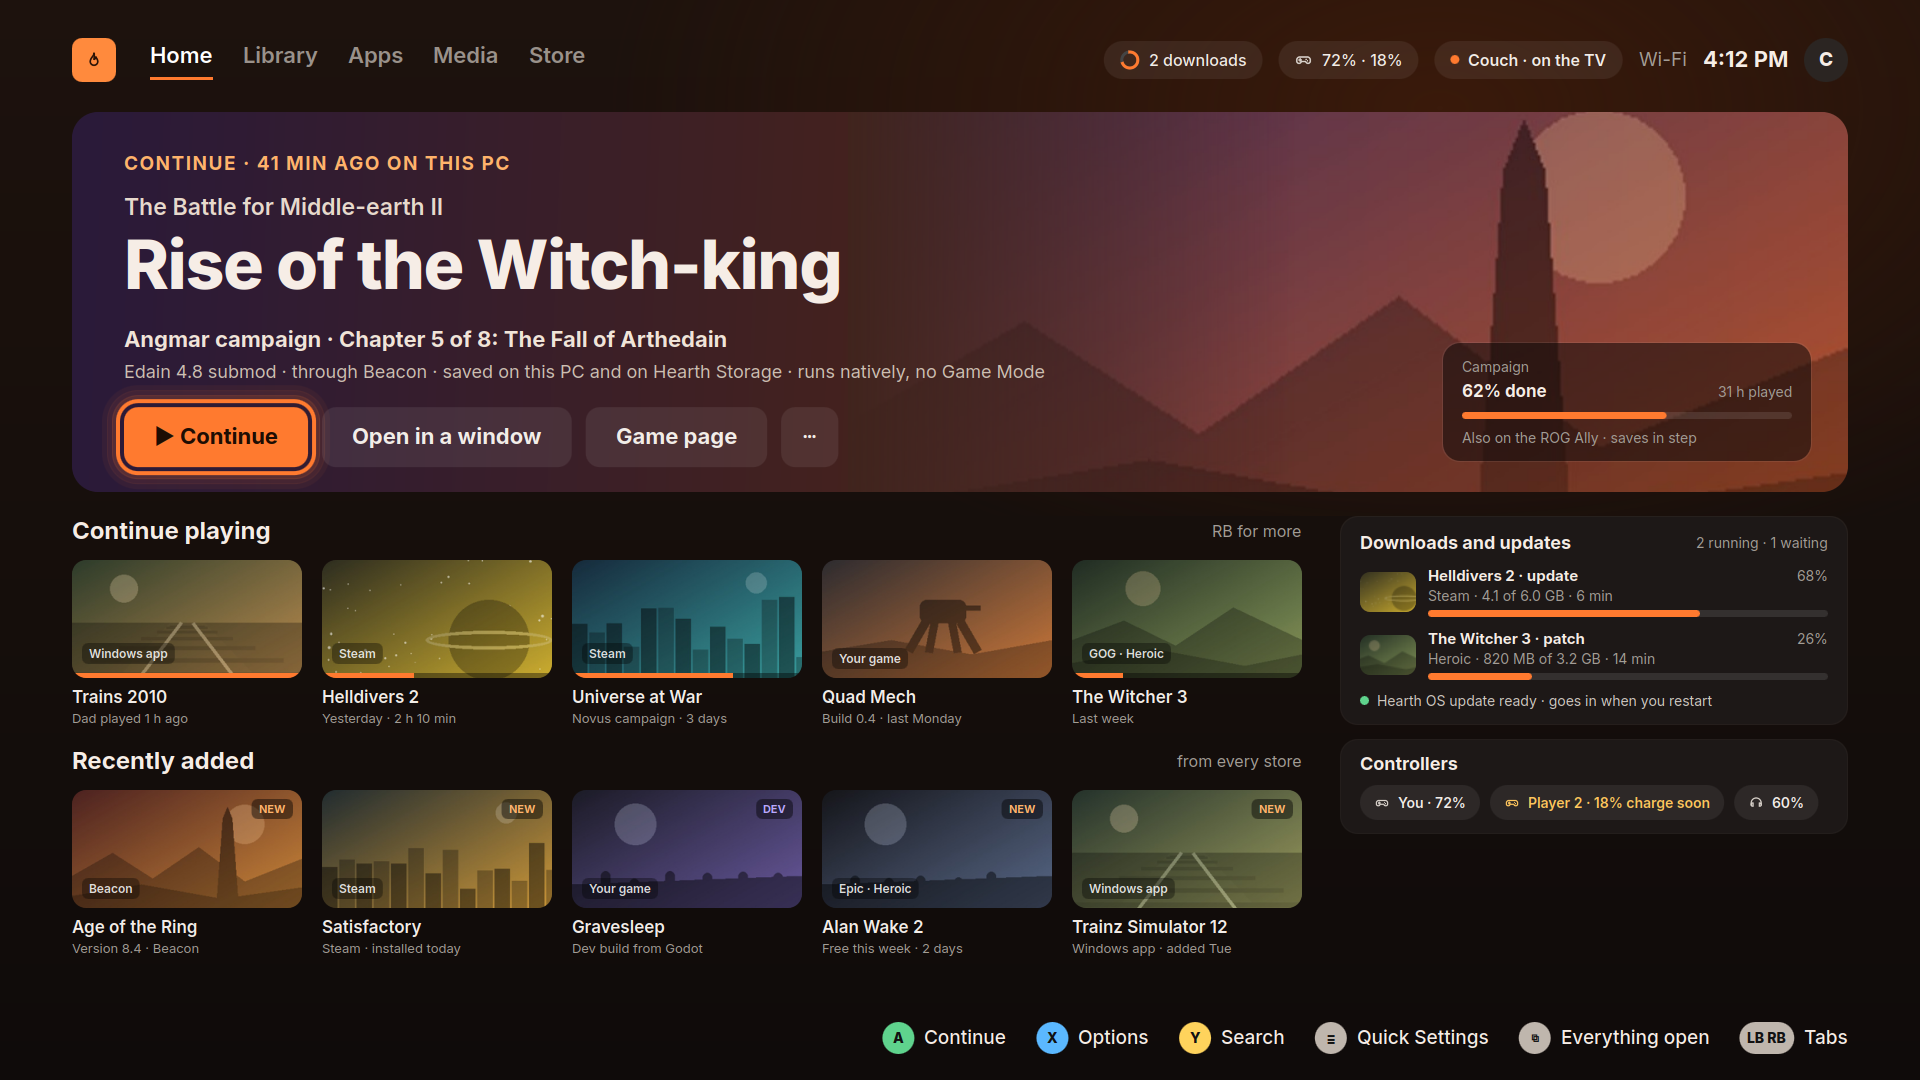 Home Library Apps Media Store
2 downloads
72% · 18%
Couch · on the TV
Wi-Fi 4:12 PM C
CONTINUE · 41 MIN AGO ON THIS PC
The Battle for Middle-earth II
Rise of the Witch-king
Angmar campaign · Chapter 5 of 8: The Fall of Arthedain
Edain 4.8 submod · through Beacon · saved on this PC and on Hearth Storage · runs natively, no Game Mode
Continue
Open in a window
Game page
···
Campaign
62% done 31 h played
Also on the ROG Ally · saves in step
Continue playing RB for more
Windows app
Trains 2010
Dad played 1 h ago
Steam
Helldivers 2
Yesterday · 2 h 10 min
Steam
Universe at War
Novus campaign · 3 days
Your game
Quad Mech
Build 0.4 · last Monday
GOG · Heroic
The Witcher 3
Last week
Recently added from every store
NEW
Beacon
Age of the Ring
Version 8.4 · Beacon
NEW
Steam
Satisfactory
Steam · installed today
DEV
Your game
Gravesleep
Dev build from Godot
NEW
Epic · Heroic
Alan Wake 2
Free this week · 2 days
NEW
Windows app
Trainz Simulator 12
Windows app · added Tue
Downloads and updates 2 running · 1 waiting
Helldivers 2 · update 68%
Steam · 4.1 of 6.0 GB · 6 min
The Witcher 3 · patch 26%
Heroic · 820 MB of 3.2 GB · 14 min
Hearth OS update ready · goes in when you restart
Controllers
You · 72%
Player 2 · 18% charge soon
60%
A Continue X Options Y Search Quick Settings Everything open LB RB Tabs